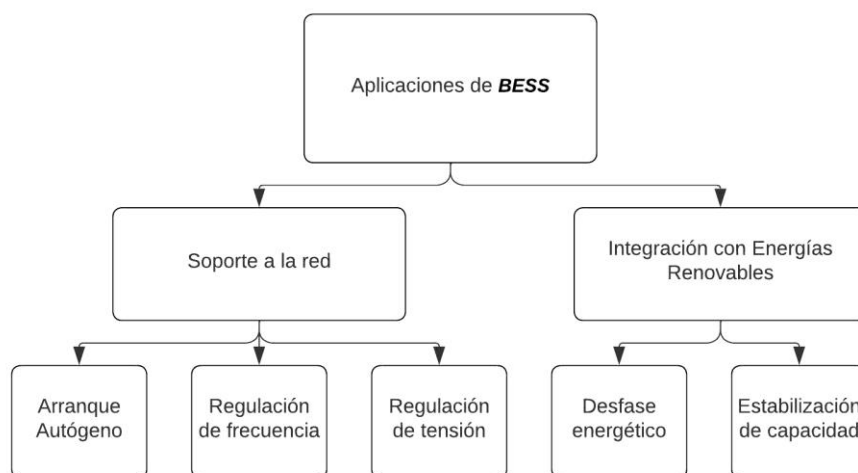 Aplicaciones de BESS
Soporte a la red
Integración con Energías
Renovables
Arranque
Autógeno
Regulación
de frecuencia
Regulación
de tensión
Desfase
energético
Estabilización
de capacidad